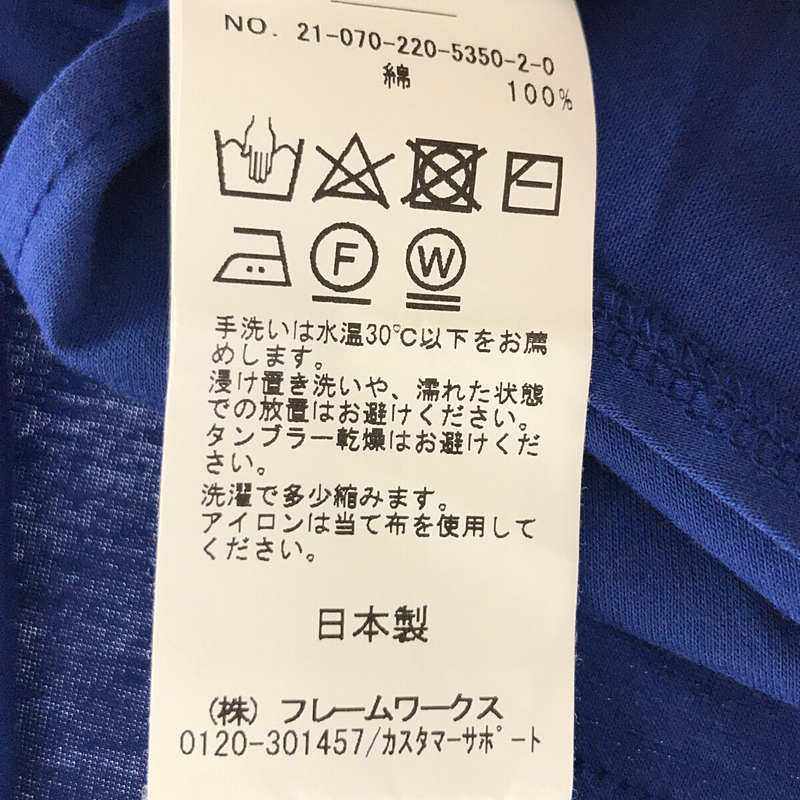 NO. 21-070-220-5350-2-0
綿 100%
F W
手洗いは水温30℃以下をお薦
めします。
浸け置き洗いや、濡れた状態
での放置はお避けください。
タンブラー乾燥はお避けくだ
さい。
洗濯で多少縮みます。
アイロンは当て布を使用して
ください。
日本製
(株) フレームワークス
0120-301457/カスタマーサポート